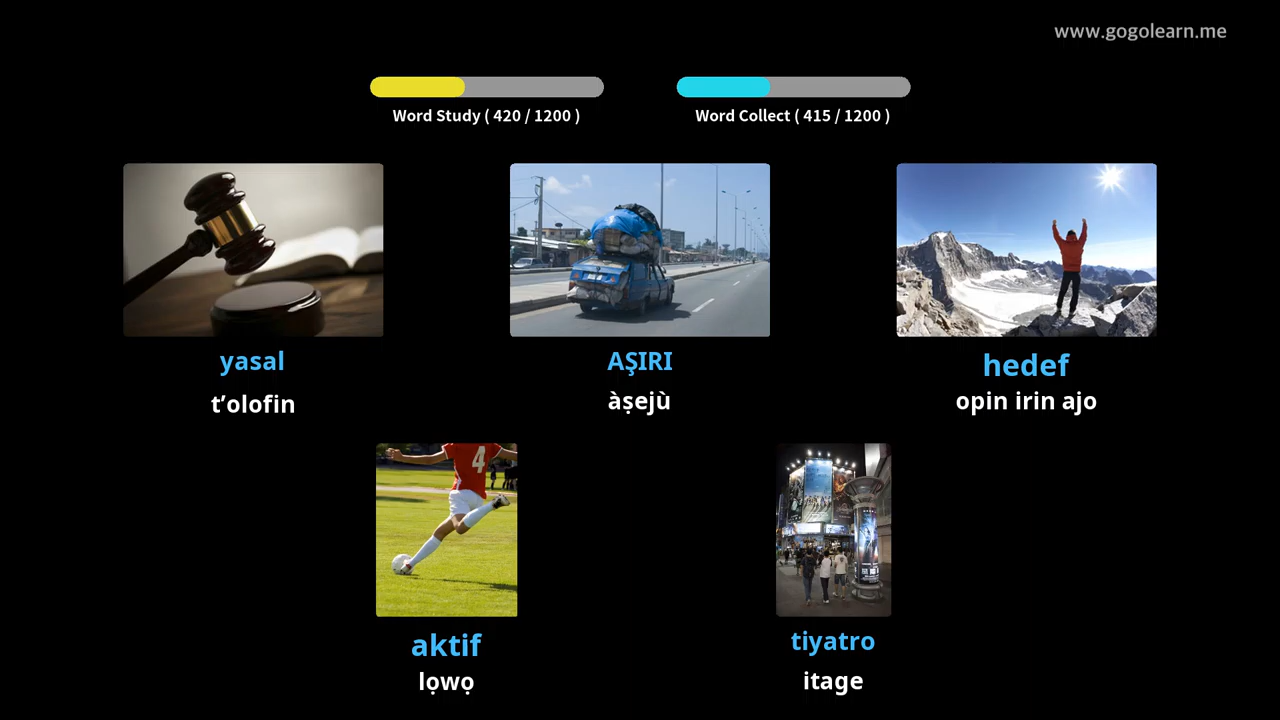 www.gogolearn.me
Word Study ( 420 / 1200 )
Word Collect ( 415 / 1200 )
yasal
AŞIRI
hedef
t’olofin
àṣejù
opin irin ajo
4
aktif
tiyatro
lọwọ
itage